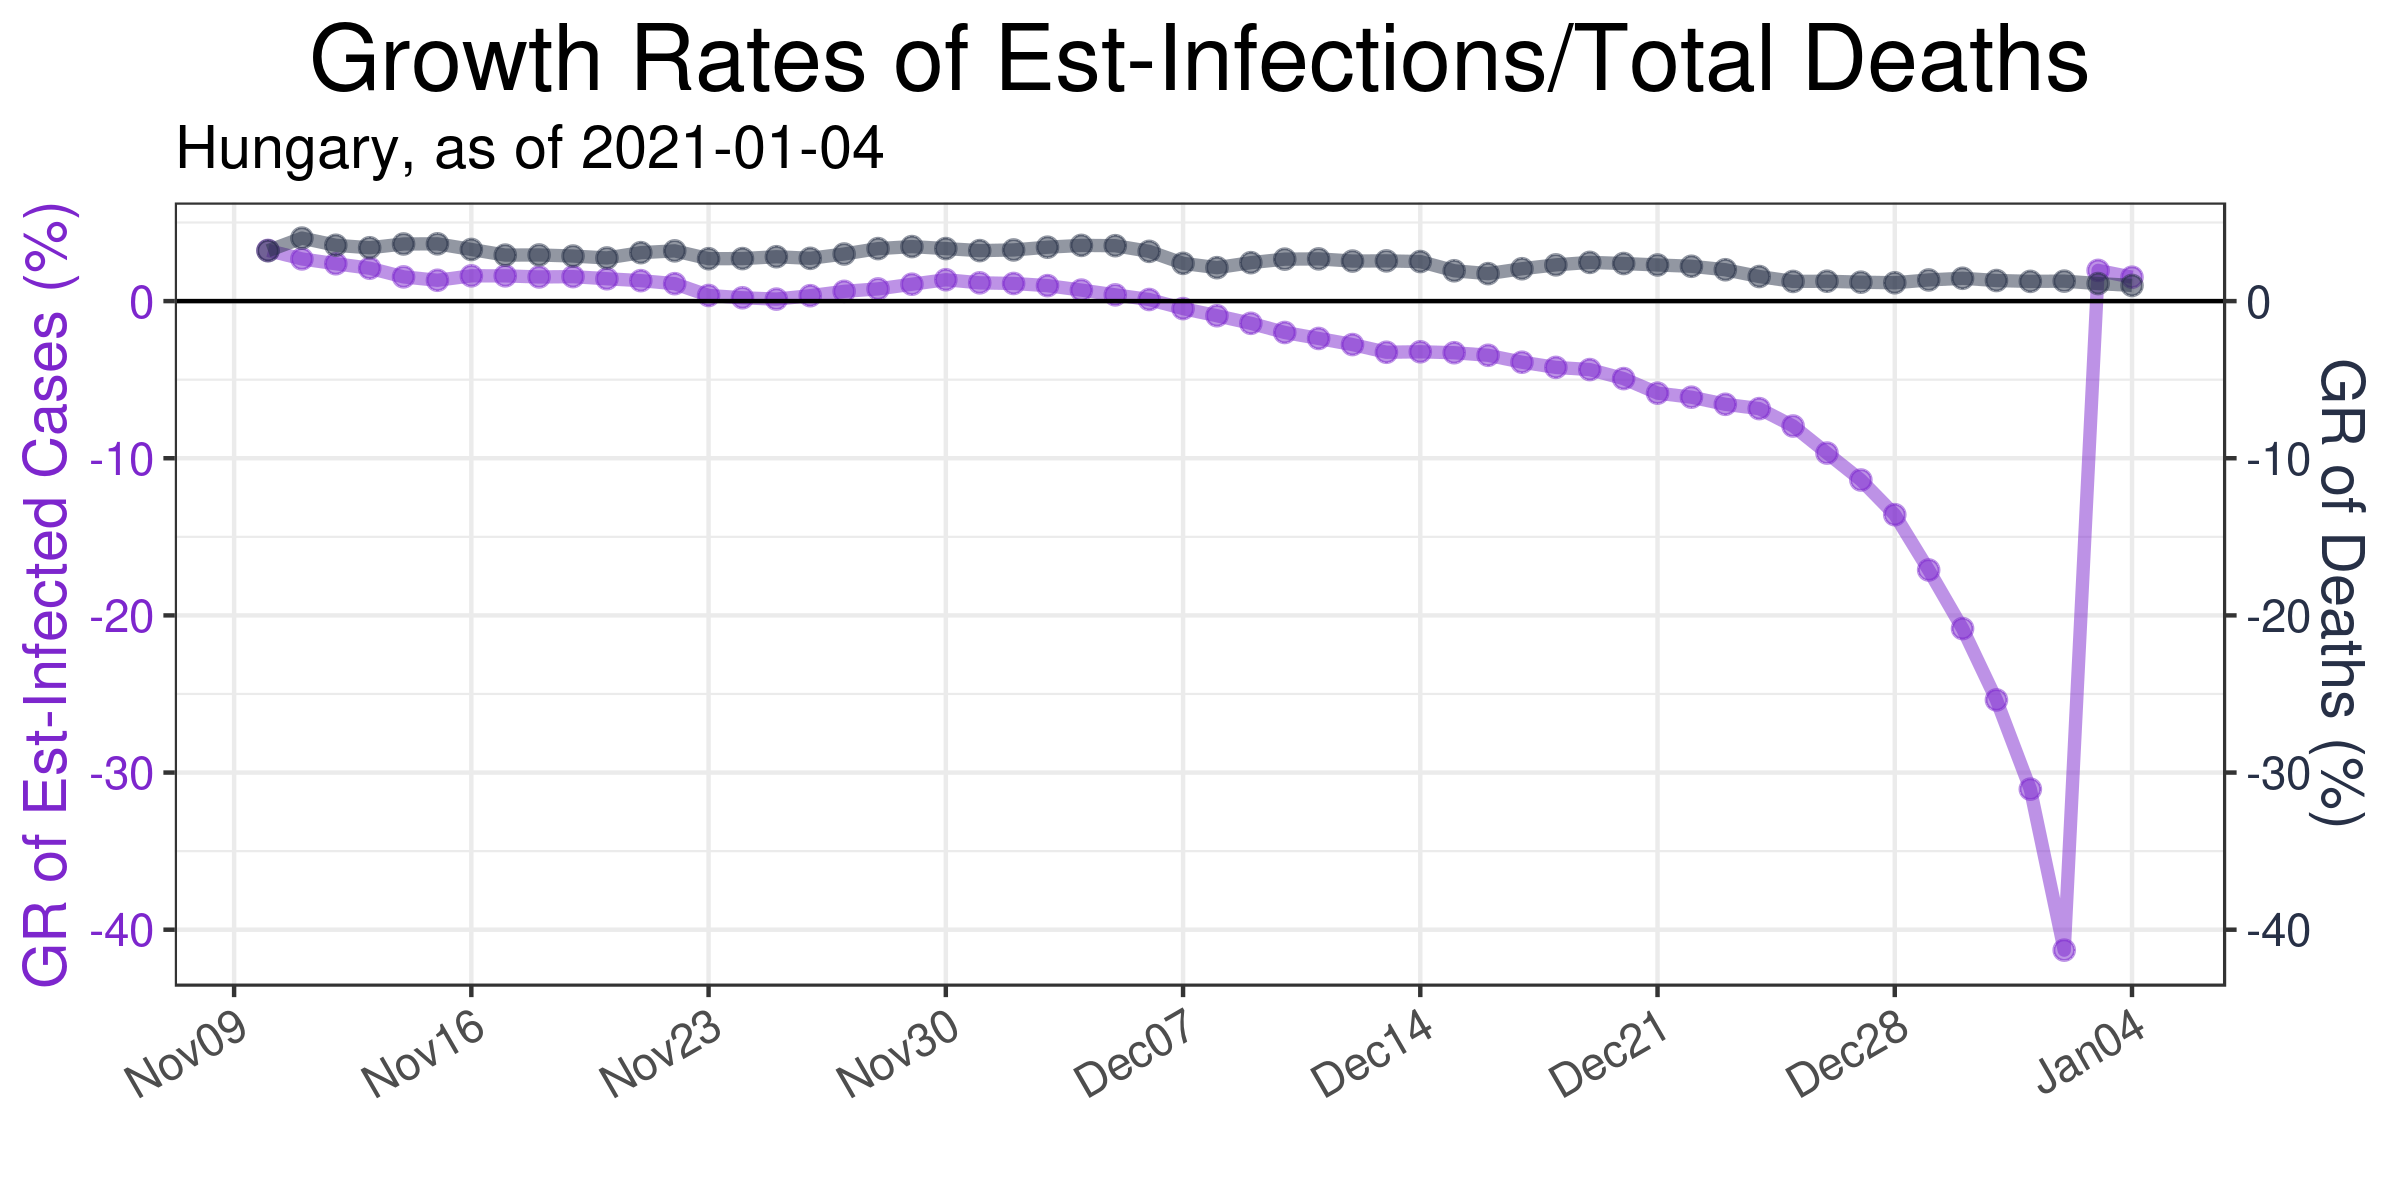 Growth Rates of Est-Infections/Total Deaths
Hungary, as of 2021-01-04
GR of Est-Infected Cases (%)
0
-10
-20
-30
-40
0
-10
-20
-30
-40
GR of Deaths (%)
Nov09
Nov16
Nov23
Nov30
Dec07
Dec14
Dec21
Dec28
Jan04